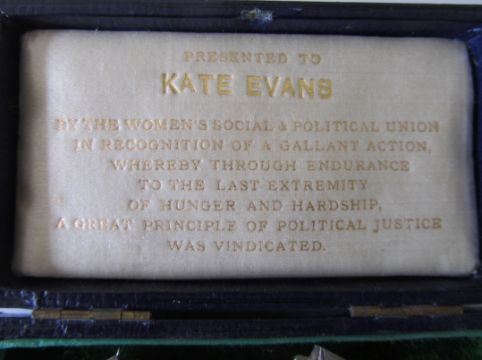 PRESENTED TO
KATE EVANS
BY THE WOMEN'S SOCIAL & POLITICAL UNION
IN RECOGNITION OF A GALLANT ACTION,
WHEREBY THROUGH ENDURANCE
TO THE LAST EXTREMITY
OF HUNGER AND HARDSHIP,
A GREAT PRINCIPLE OF POLITICAL JUSTICE
WAS VINDICATED.